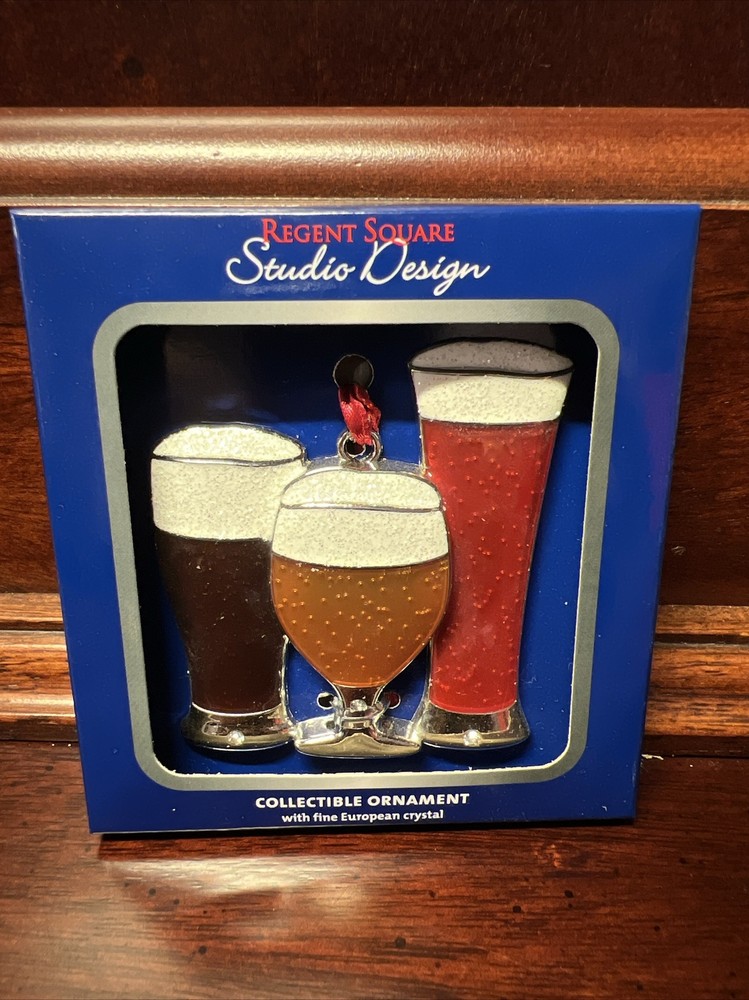 REGENT SQUARE
Studio Design
COLLECTIBLE ORNAMENT
with fine European crystal